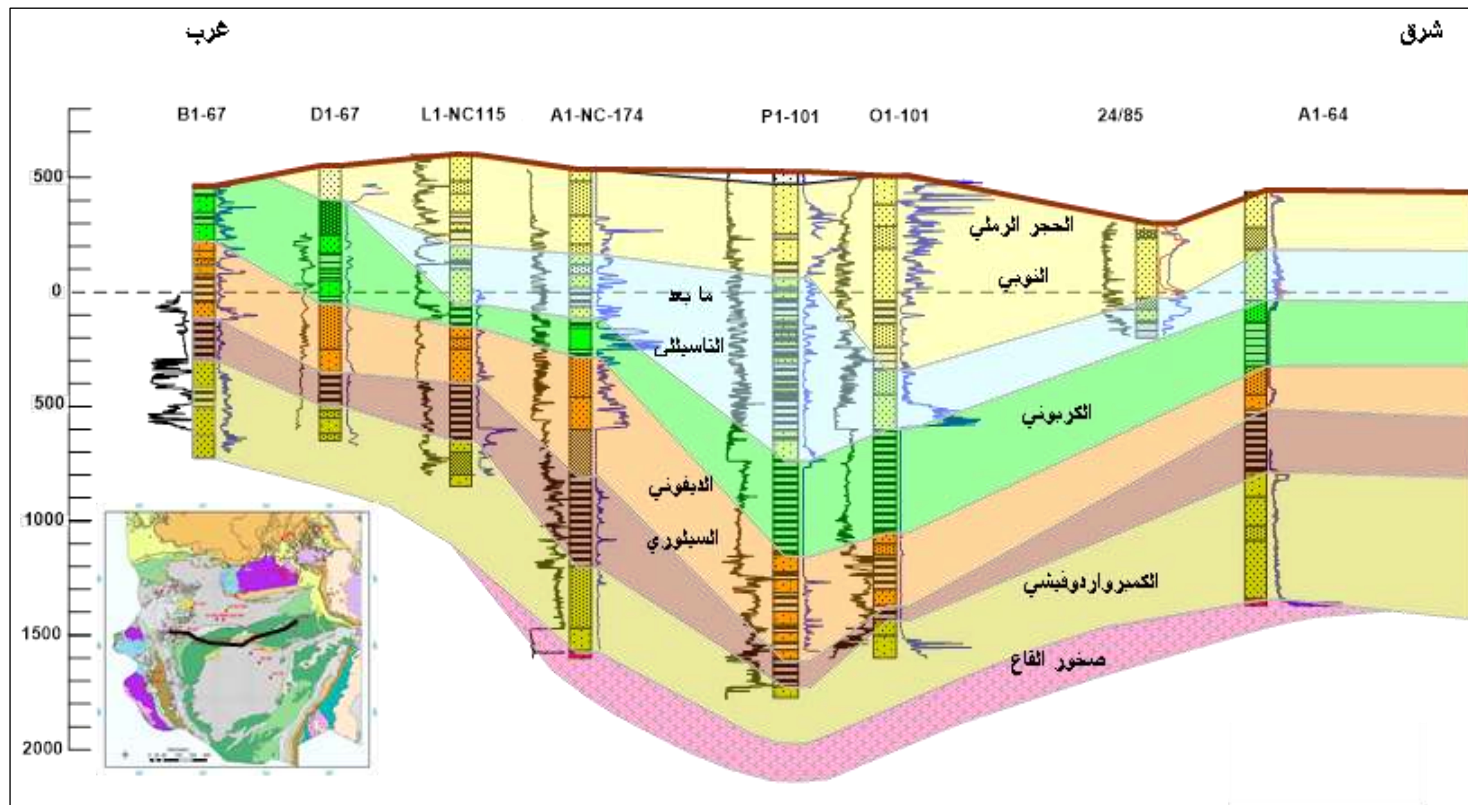 غرب
شرق
B1-67
D1-67
L1-NC115
A1-NC-174
P1-101
O1-101
24/85
A1-64
500
0
500
1000
1500
2000
الحجر الرملي
النوبي
ما بعد
التاسيللي
الكربوني
الديفوني
السيلوري
الكمبرواردوفيشي
صخور القاع